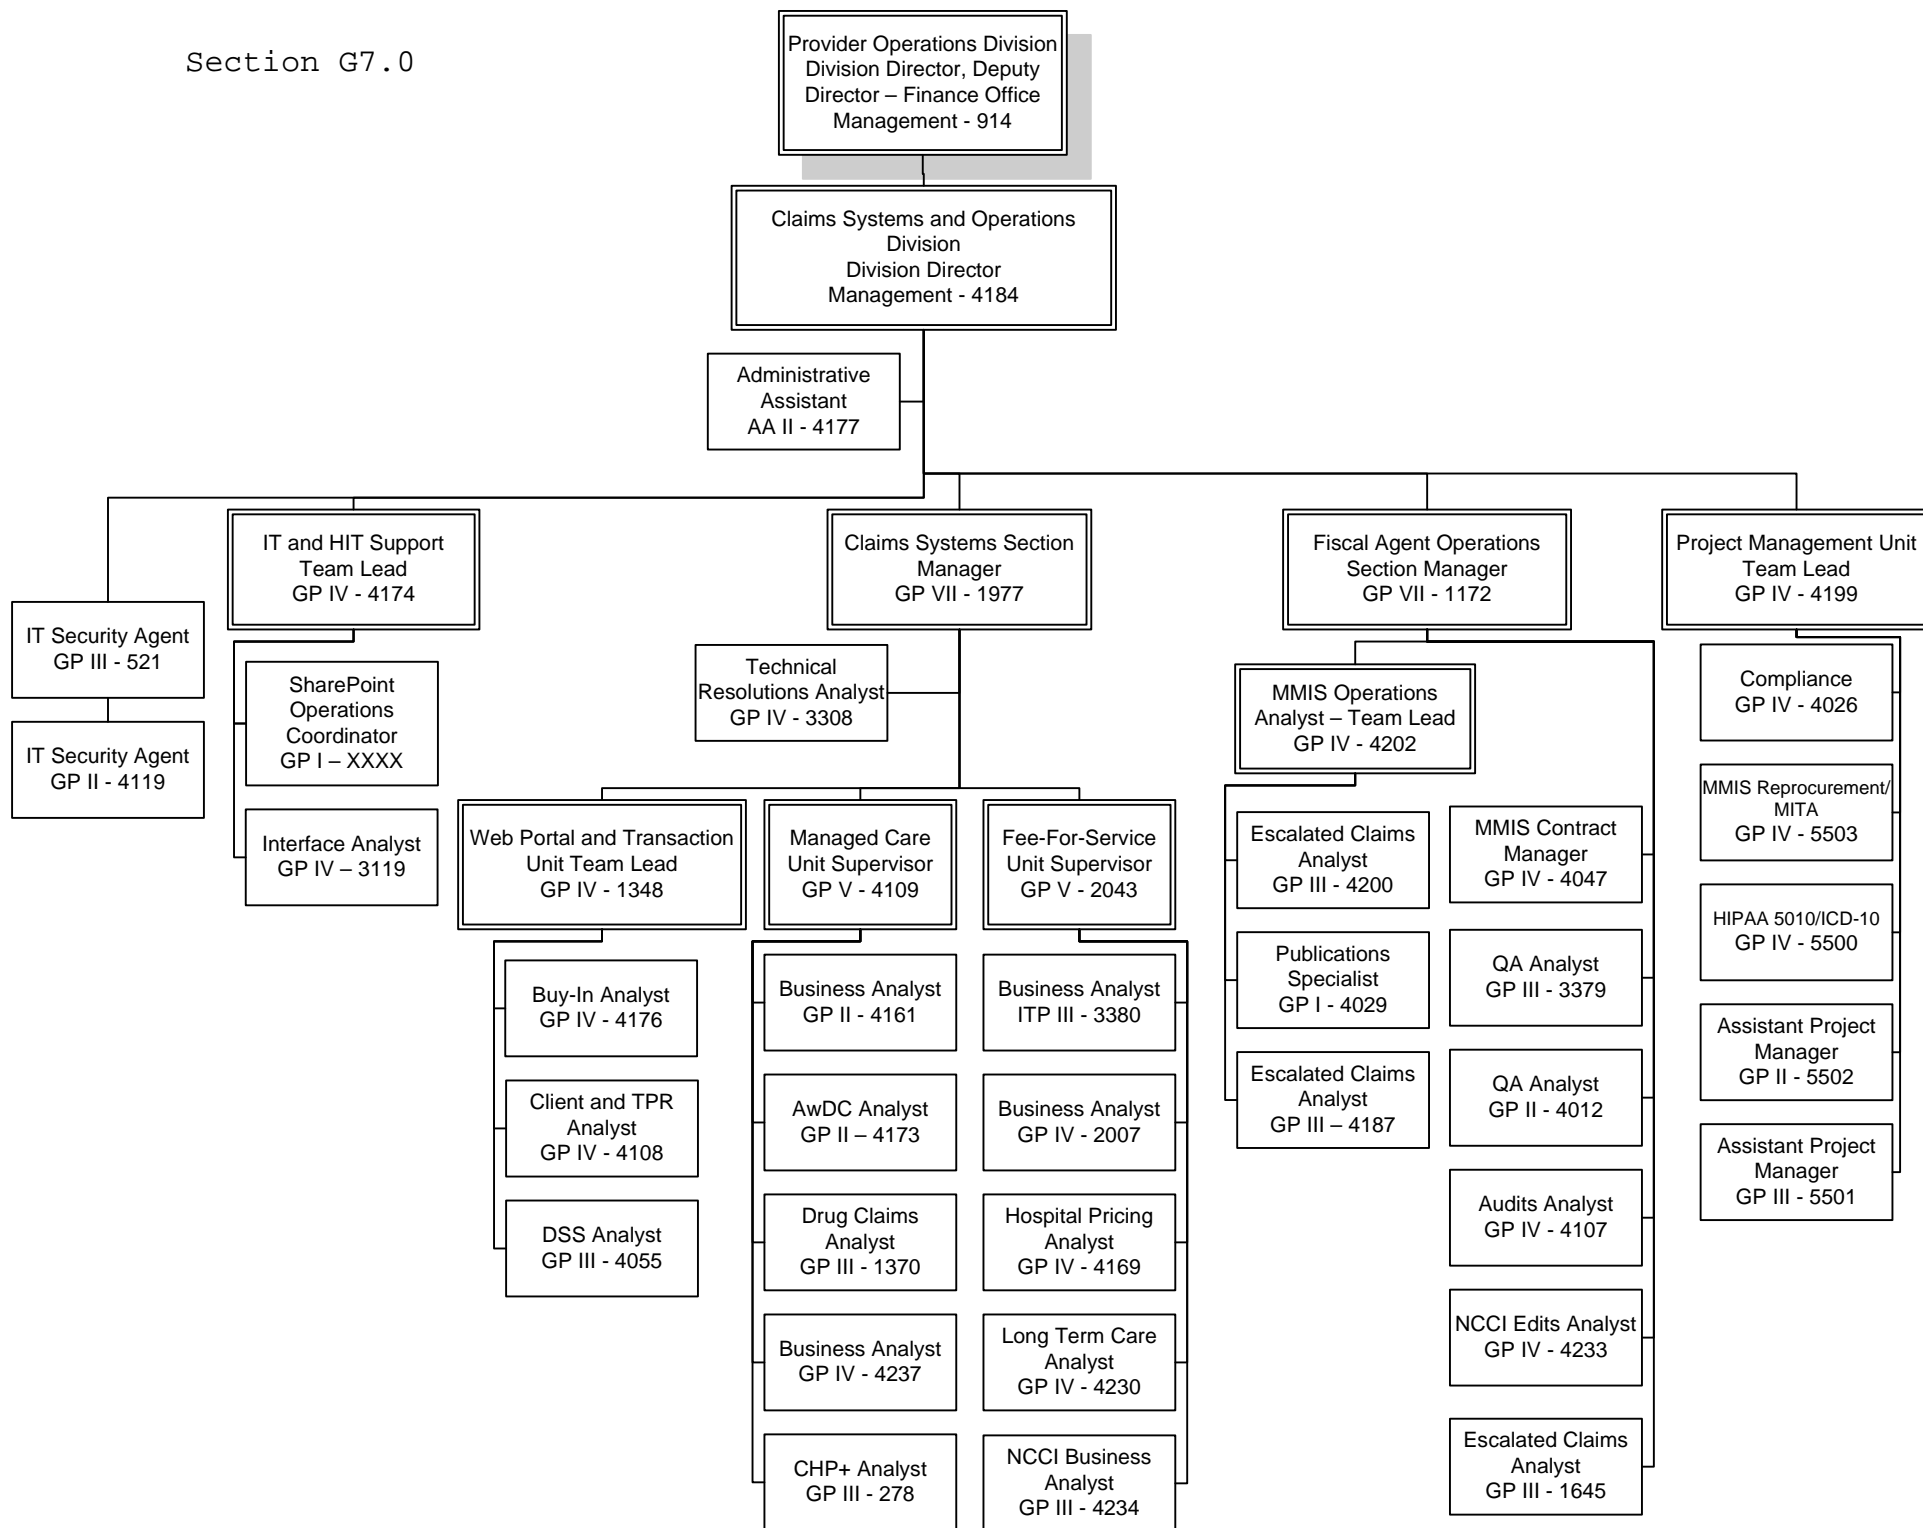 Section G7.0
Provider Operations Division
Division Director, Deputy
Director – Finance Office
Management - 914
Claims Systems and Operations
Division
Division Director
Management - 4184
Administrative
Assistant
AA II - 4177
IT Security Agent
GP III - 521
IT Security Agent
GP II - 4119
IT and HIT Support
Team Lead
GP IV - 4174
SharePoint
Operations
Coordinator
GP I – XXXX
Interface Analyst
GP IV – 3119
Claims Systems Section
Manager
GP VII - 1977
Technical
Resolutions Analyst
GP IV - 3308
Web Portal and Transaction
Unit Team Lead
GP IV - 1348
Buy-In Analyst
GP IV - 4176
Client and TPR
Analyst
GP IV - 4108
DSS Analyst
GP III - 4055
Managed Care
Unit Supervisor
GP V - 4109
Business Analyst
GP II - 4161
AwDC Analyst
GP II – 4173
Drug Claims
Analyst
GP III - 1370
Business Analyst
GP IV - 4237
CHP+ Analyst
GP III - 278
Fee-For-Service
Unit Supervisor
GP V - 2043
Business Analyst
ITP III - 3380
Business Analyst
GP IV - 2007
Hospital Pricing
Analyst
GP IV - 4169
Long Term Care
Analyst
GP IV - 4230
NCCI Business
Analyst
GP III - 4234
Fiscal Agent Operations
Section Manager
GP VII - 1172
MMIS Operations
Analyst – Team Lead
GP IV - 4202
Escalated Claims
Analyst
GP III - 4200
Publications
Specialist
GP I - 4029
Escalated Claims
Analyst
GP III – 4187
MMIS Contract
Manager
GP IV - 4047
QA Analyst
GP III - 3379
QA Analyst
GP II - 4012
Audits Analyst
GP IV - 4107
NCCI Edits Analyst
GP IV - 4233
Escalated Claims
Analyst
GP III - 1645
Project Management Unit
Team Lead
GP IV - 4199
Compliance
GP IV - 4026
MMIS Reprocurement/
MITA
GP IV - 5503
HIPAA 5010/ICD-10
GP IV - 5500
Assistant Project
Manager
GP II - 5502
Assistant Project
Manager
GP III - 5501